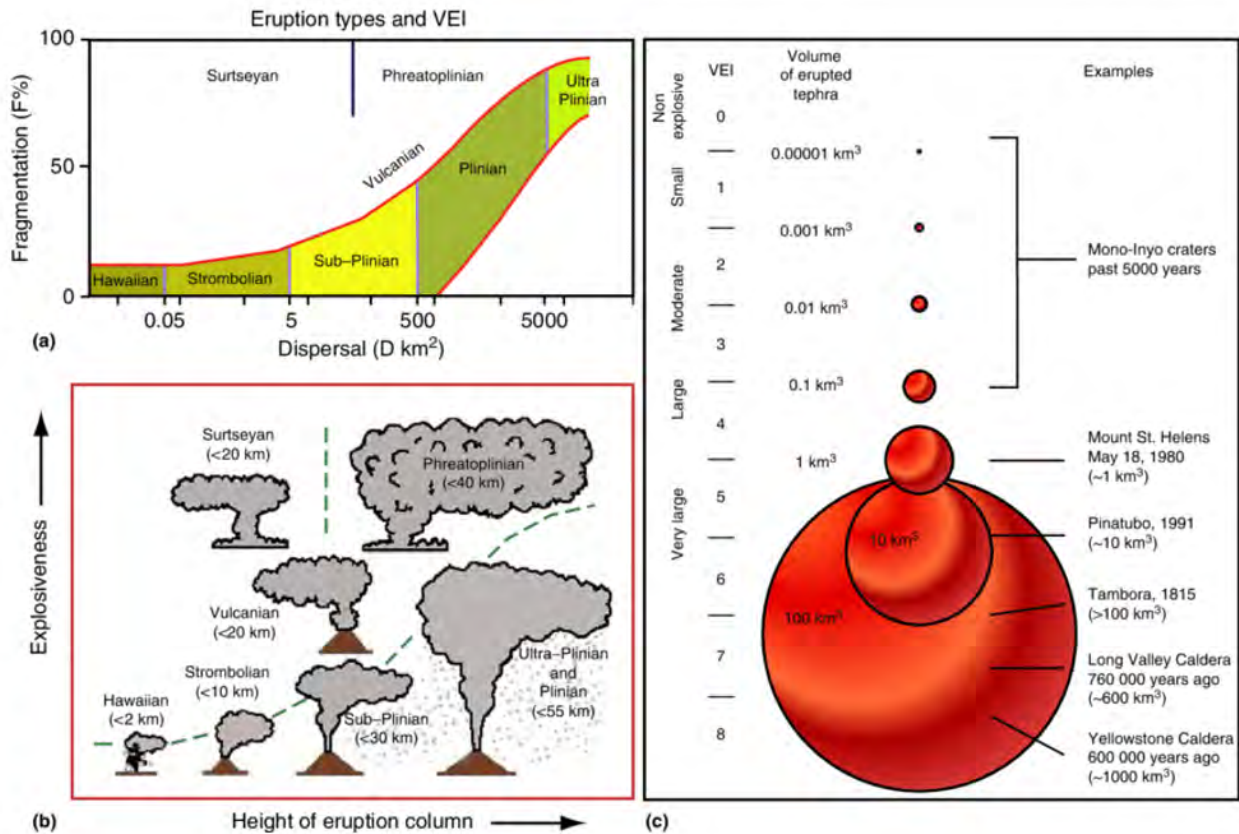 Eruption types and VEI
100
50
0
Fragmentation (F%)
Surtseyan
Phreatoplinian
Ultra
Plinian
Vulcanian
Plinian
Hawaiian
Strombolian
Sub–Plinian
0.05
5
500
5000
(a)
Dispersal (D km²)
Explosiveness
Surtseyan
(<20 km)
Phreatoplinian
(<40 km)
Vulcanian
(<20 km)
Ultra–Plinian
and
Plinian
(<55 km)
Strombolian
(<10 km)
Hawaiian
(<2 km)
Sub–Plinian
(<30 km)
(b)
Height of eruption column
VEI
Volume
of erupted
tephra
Examples
Non
explosive
Small
Moderate
Large
Very large
0
0.00001 km³
1
0.001 km³
2
0.01 km³
3
0.1 km³
4
1 km³
5
6
7
8
10 km³
100 km³
Mono-Inyo craters
past 5000 years
Mount St. Helens
May 18, 1980
(~1 km³)
Pinatubo, 1991
(~10 km³)
Tambora, 1815
(>100 km³)
Long Valley Caldera
760 000 years ago
(~600 km³)
Yellowstone Caldera
600 000 years ago
(~1000 km³)
(c)